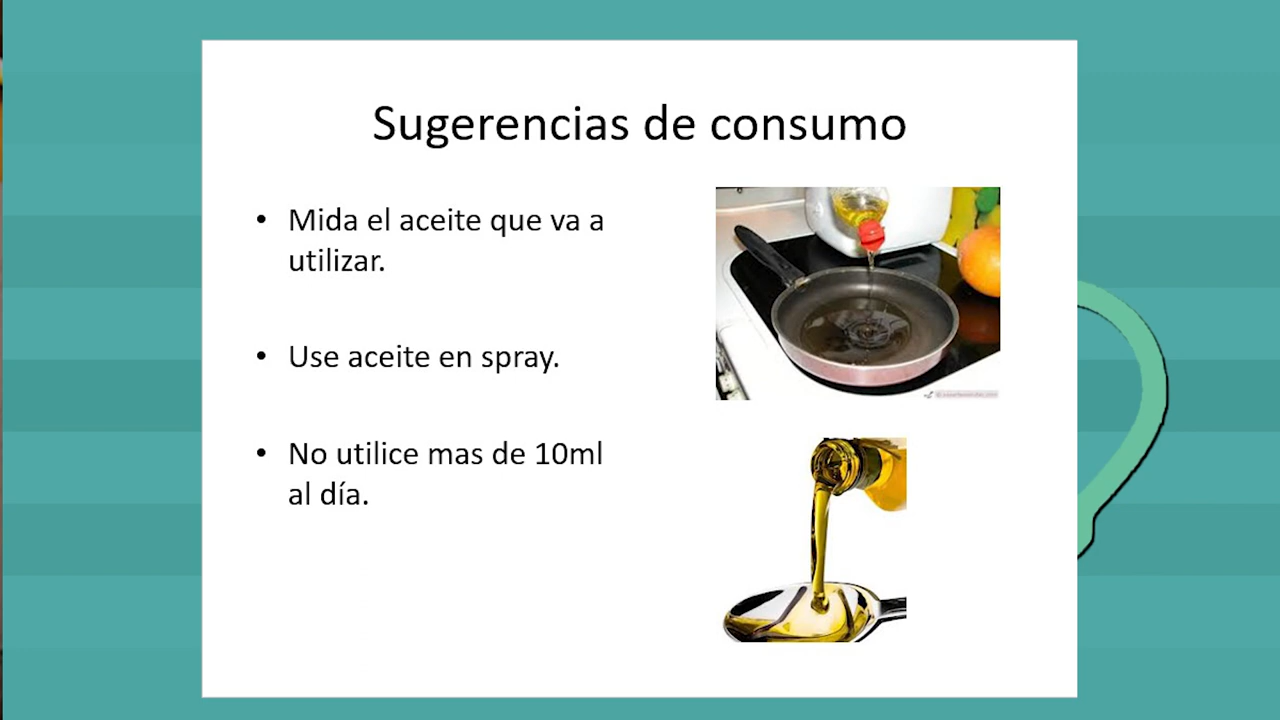 Sugerencias de consumo
• Mida el aceite que va a
utilizar.
• Use aceite en spray.
• No utilice mas de 10ml
al día.